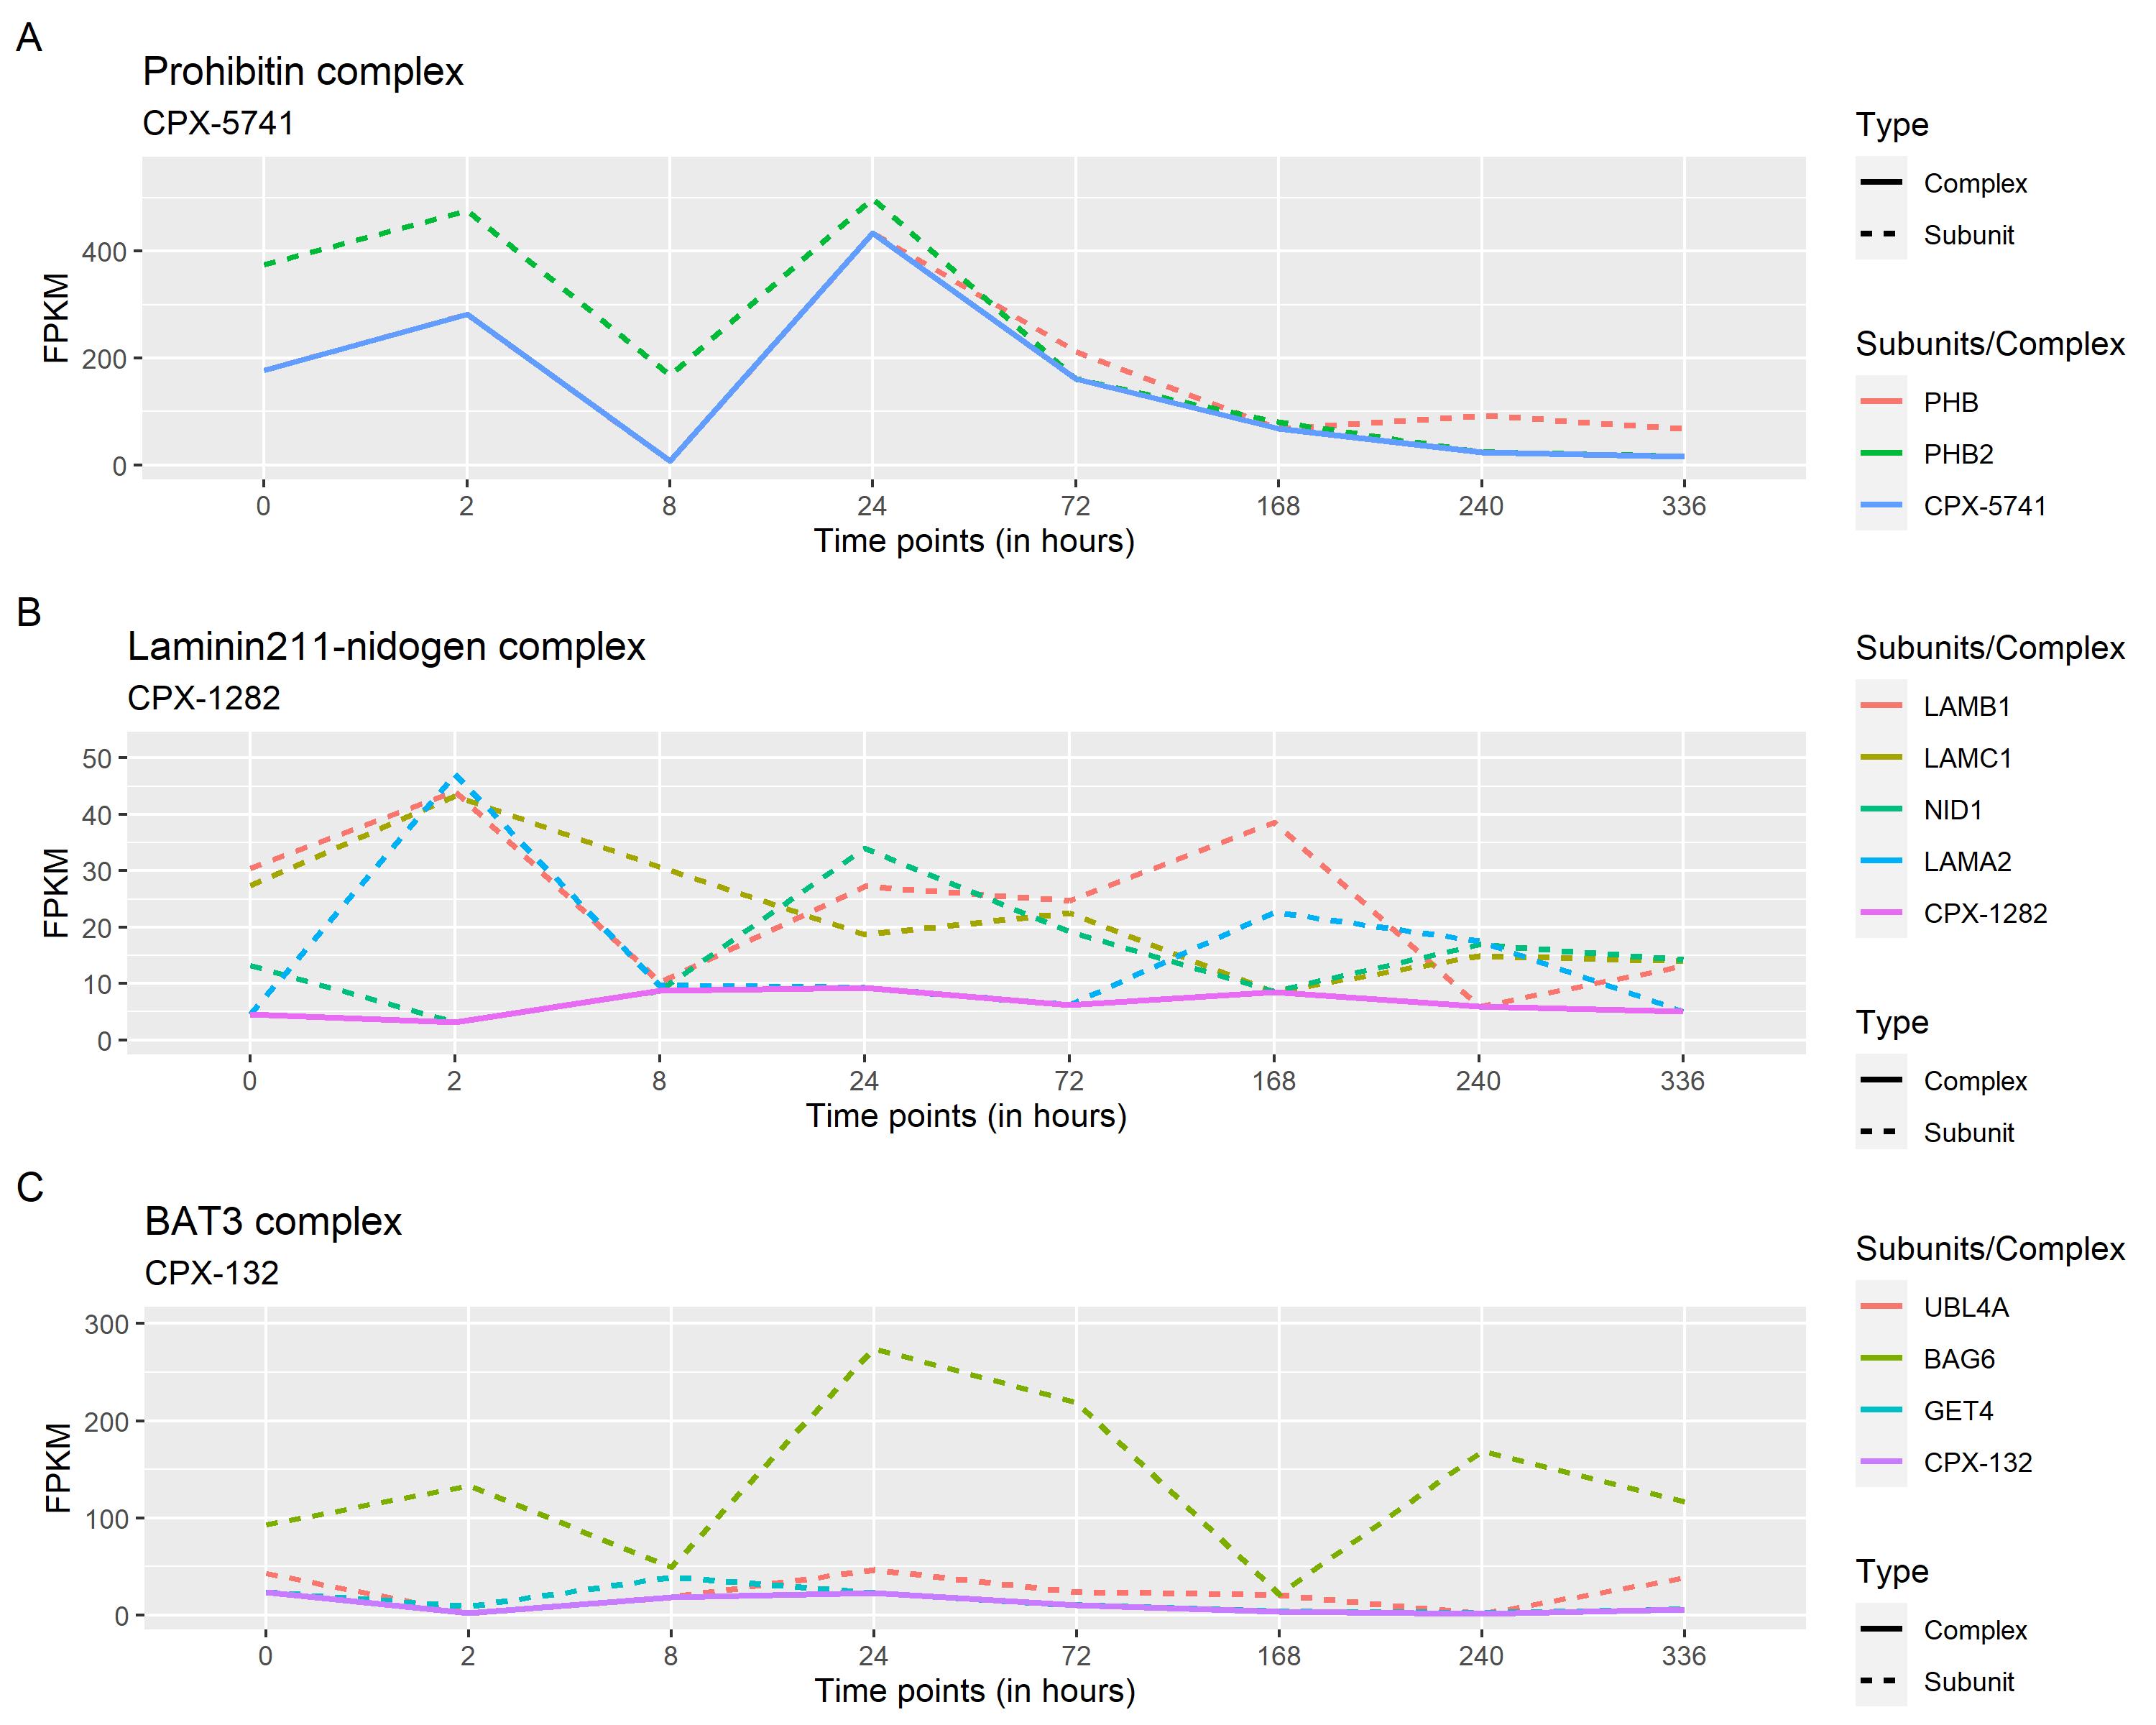 A
Prohibitin complex
CPX-5741
400
200
0
FPKM
0 2 8 24 72 168 240 336
Time points (in hours)
Type
Complex
Subunit
Subunits/Complex
PHB
PHB2
CPX-5741
B
Laminin211-nidogen complex
CPX-1282
50
40
30
20
10
0
FPKM
0 2 8 24 72 168 240 336
Time points (in hours)
Subunits/Complex
LAMB1
LAMC1
NID1
LAMA2
CPX-1282
Type
Complex
Subunit
C
BAT3 complex
CPX-132
300
200
100
0
FPKM
0 2 8 24 72 168 240 336
Time points (in hours)
Subunits/Complex
UBL4A
BAG6
GET4
CPX-132
Type
Complex
Subunit